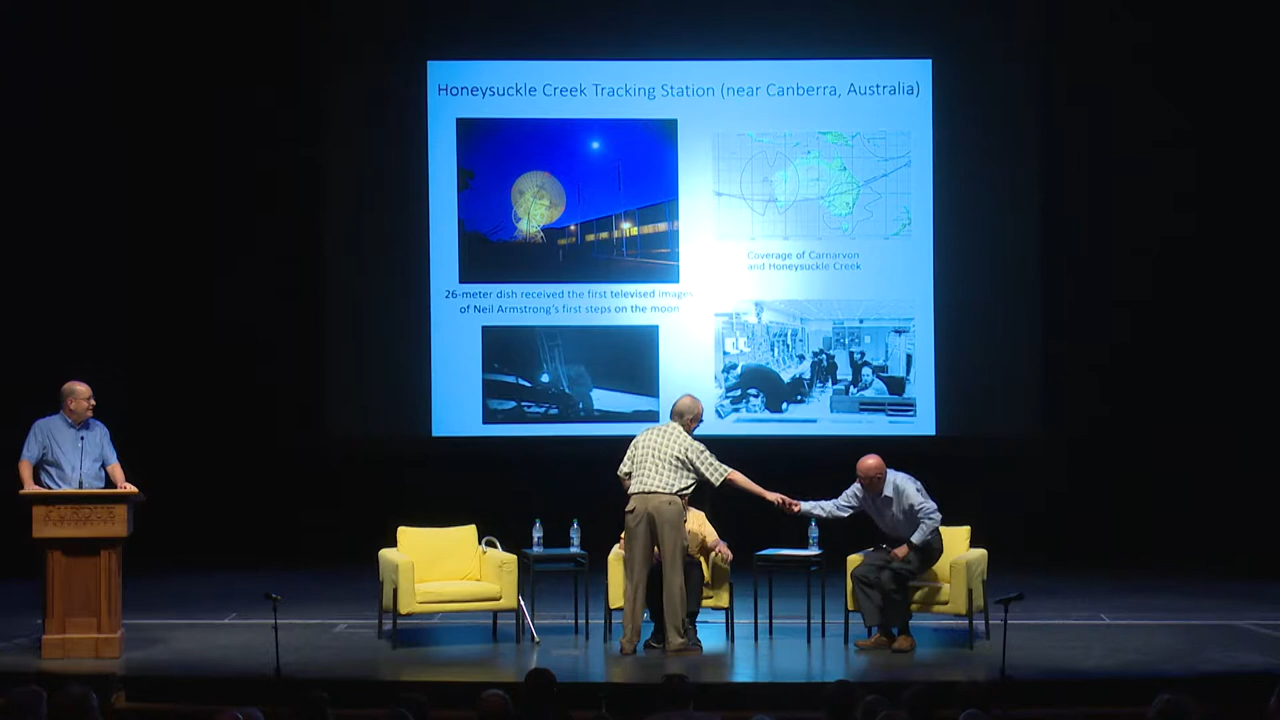 Honeysuckle Creek Tracking Station (near Canberra, Australia)
Coverage of Carnarvon
and Honeysuckle Creek
26-meter dish received the first televised images
of Neil Armstrong's first steps on the moon
PURDUE
UNIVERSITY